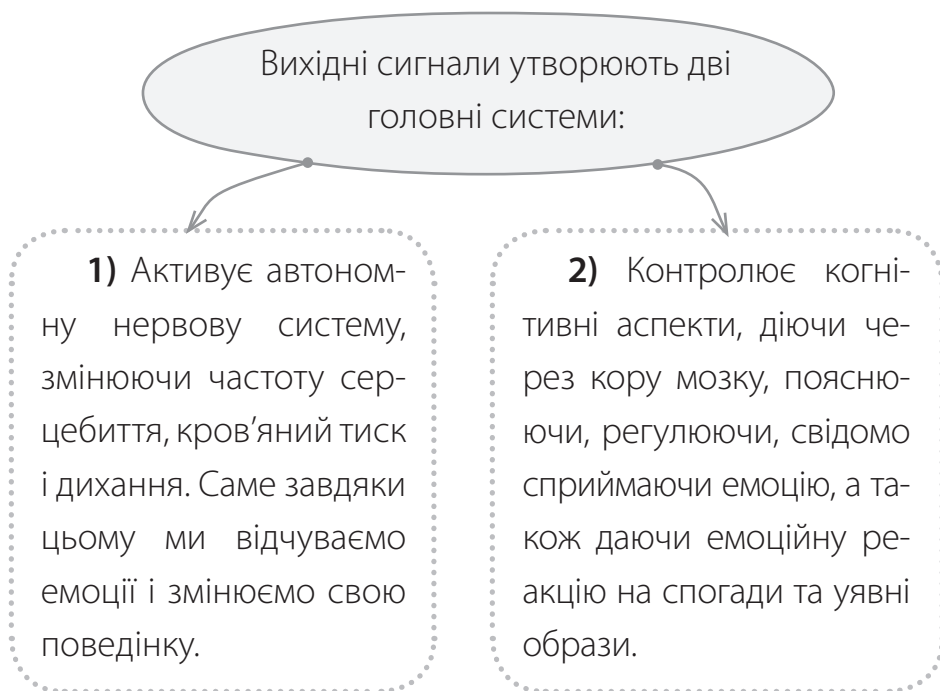 Вихідні сигнали утворюють дві
головні системи:
1) Активує автоном-
ну нервову систему,
змінюючи частоту сер-
цебиття, кров’яний тиск
і дихання. Саме завдяки
цьому ми відчуваємо
емоції і змінюємо свою
поведінку.
2) Контролює когні-
тивні аспекти, діючи че-
рез кору мозку, поясню-
ючи, регулюючи, свідомо
сприймаючи емоцію, а та-
кож даючи емоційну ре-
акцію на спогади та уявні
образи.